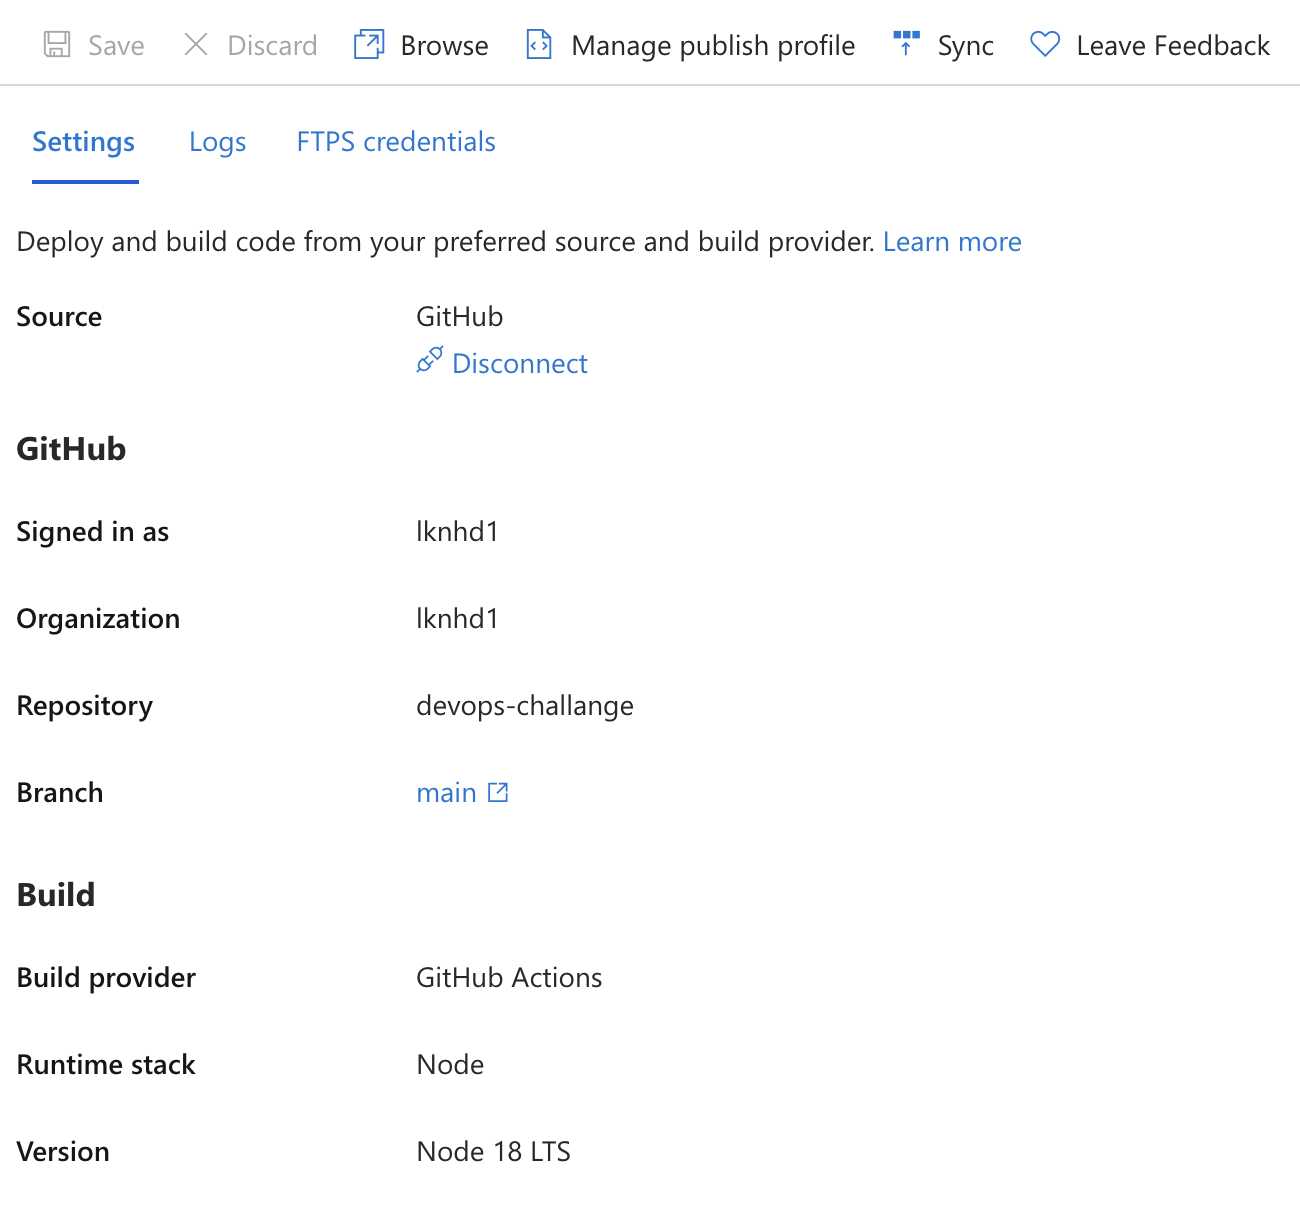 Save Discard Browse Manage publish profile Sync Leave Feedback
Settings Logs FTPS credentials
Deploy and build code from your preferred source and build provider. Learn more
Source GitHub
Disconnect
GitHub
Signed in as lknhd1
Organization lknhd1
Repository devops-challange
Branch main
Build
Build provider GitHub Actions
Runtime stack Node
Version Node 18 LTS